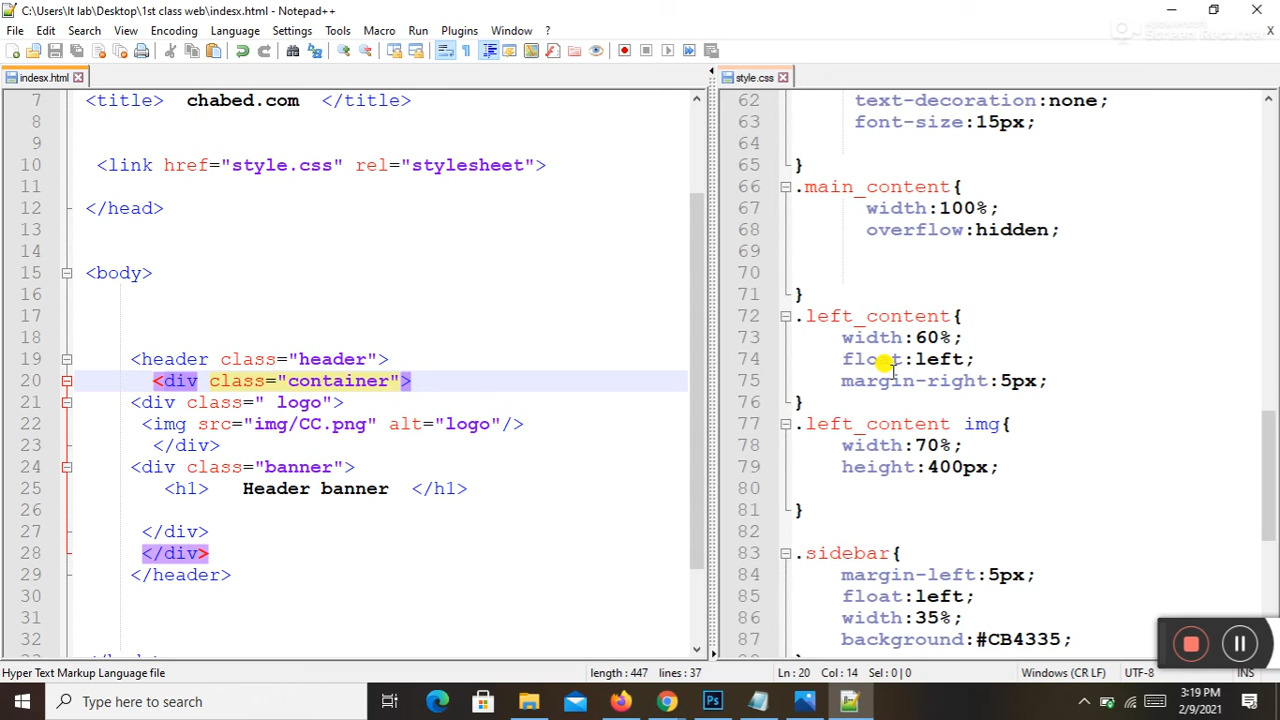 C:\Users\It lab\Desktop\1st class web\indesx.html - Notepad++
File Edit Search View Encoding Language Settings Tools Macro Run Plugins Window ?
X
indesx.html
style.css
7 <title> chabed.com </title>
8
9
10 <link href="style.css" rel="stylesheet">
11
12 </head>
13
14
15 <body>
16
17
18
19 <header class="header">
20 <div class="container">
21 <div class=" logo">
22 <img src="img/CC.png" alt="logo"/>
23 </div>
24 <div class="banner">
25 <h1> Header banner </h1>
26
27 </div>
28 </div>
29 </header>
30
31
32
62 text-decoration:none;
63 font-size:15px;
64
65 }
66 .main_content{
67 width:100%;
68 overflow:hidden;
69
70
71 }
72 .left_content{
73 width:60%;
74 float:left;
75 margin-right:5px;
76 }
77 .left_content img{
78 width:70%;
79 height:400px;
80
81 }
82
83 .sidebar{
84 margin-left:5px;
85 float:left;
86 width:35%;
87 background:#CB4335;
Hyper Text Markup Language file length : 447 lines : 37 Ln : 20 Col : 14 Sel : 0 | 0 Windows (CR LF) UTF-8 INS
Type here to search
3:19 PM
2/9/2021